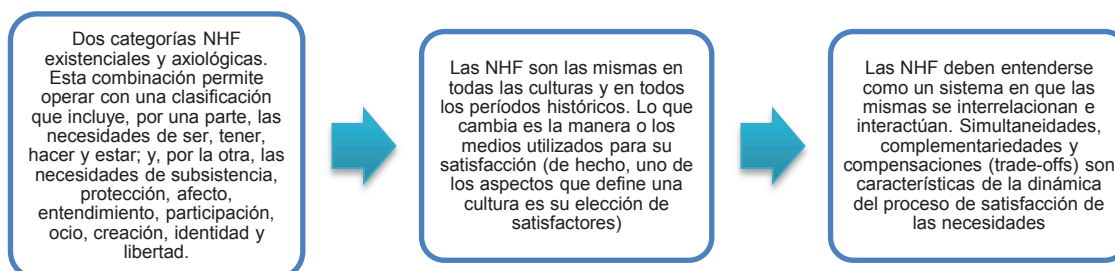 Dos categorías NHF
existenciales y axiológicas.
Esta combinación permite
operar con una clasificación
que incluye, por una parte, las
necesidades de ser, tener,
hacer y estar; y, por la otra, las
necesidades de subsistencia,
protección, afecto,
entendimiento, participación,
ocio, creación, identidad y
libertad.
Las NHF son las mismas en
todas las culturas y en todos
los períodos históricos. Lo que
cambia es la manera o los
medios utilizados para su
satisfacción (de hecho, uno de
los aspectos que define una
cultura es su elección de
satisfactores)
Las NHF deben entenderse
como un sistema en que las
mismas se interrelacionan e
interactúan. Simultaneidades,
complementariedades y
compensaciones (trade-offs) son
características de la dinámica
del proceso de satisfacción de
las necesidades